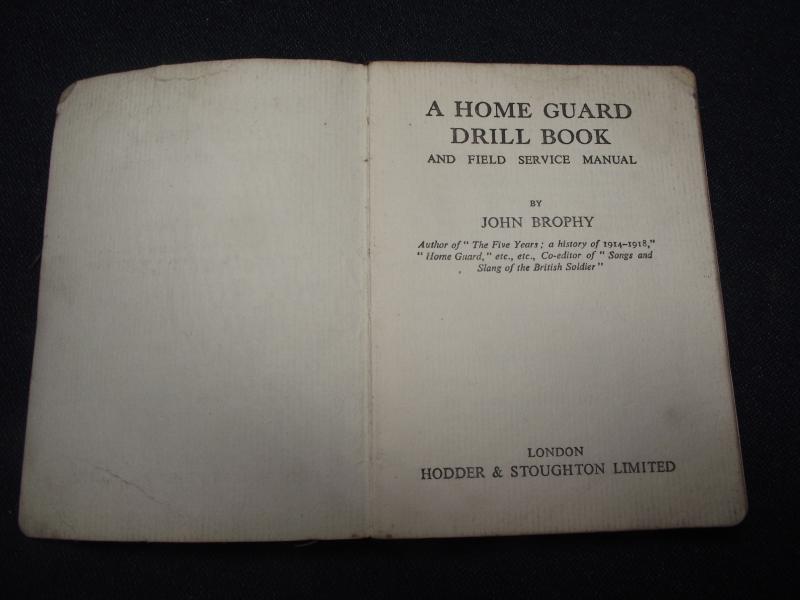 A HOME GUARD
DRILL BOOK
AND FIELD SERVICE MANUAL
BY
JOHN BROPHY
Author of "The Five Years; a history of 1914-1918,"
"Home Guard," etc., etc., Co-editor of "Songs and
Slang of the British Soldier"
LONDON
HODDER & STOUGHTON LIMITED